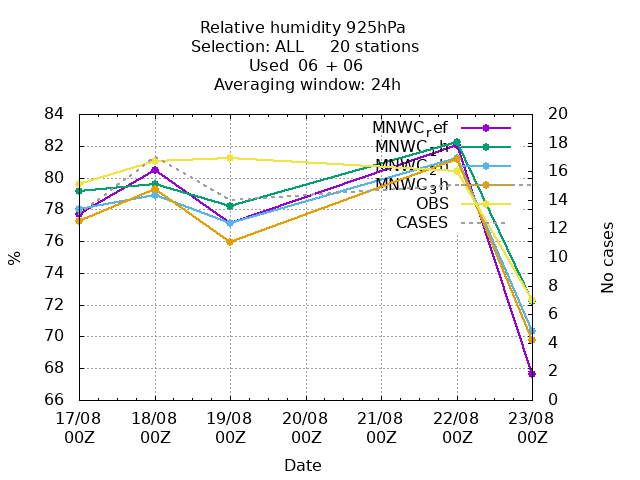 Relative humidity 925hPa
Selection: ALL 20 stations
Used 06 + 06
Averaging window: 24h
84
82
80
78
76
74
72
70
68
66
%
20
18
16
14
12
10
8
6
4
2
0
No cases
MNWC_ref
MNWC_1h
MNWC_2h
MNWC_3h
OBS
CASES
17/08 18/08 19/08 20/08 21/08 22/08 23/08
00Z 00Z 00Z 00Z 00Z 00Z 00Z
Date